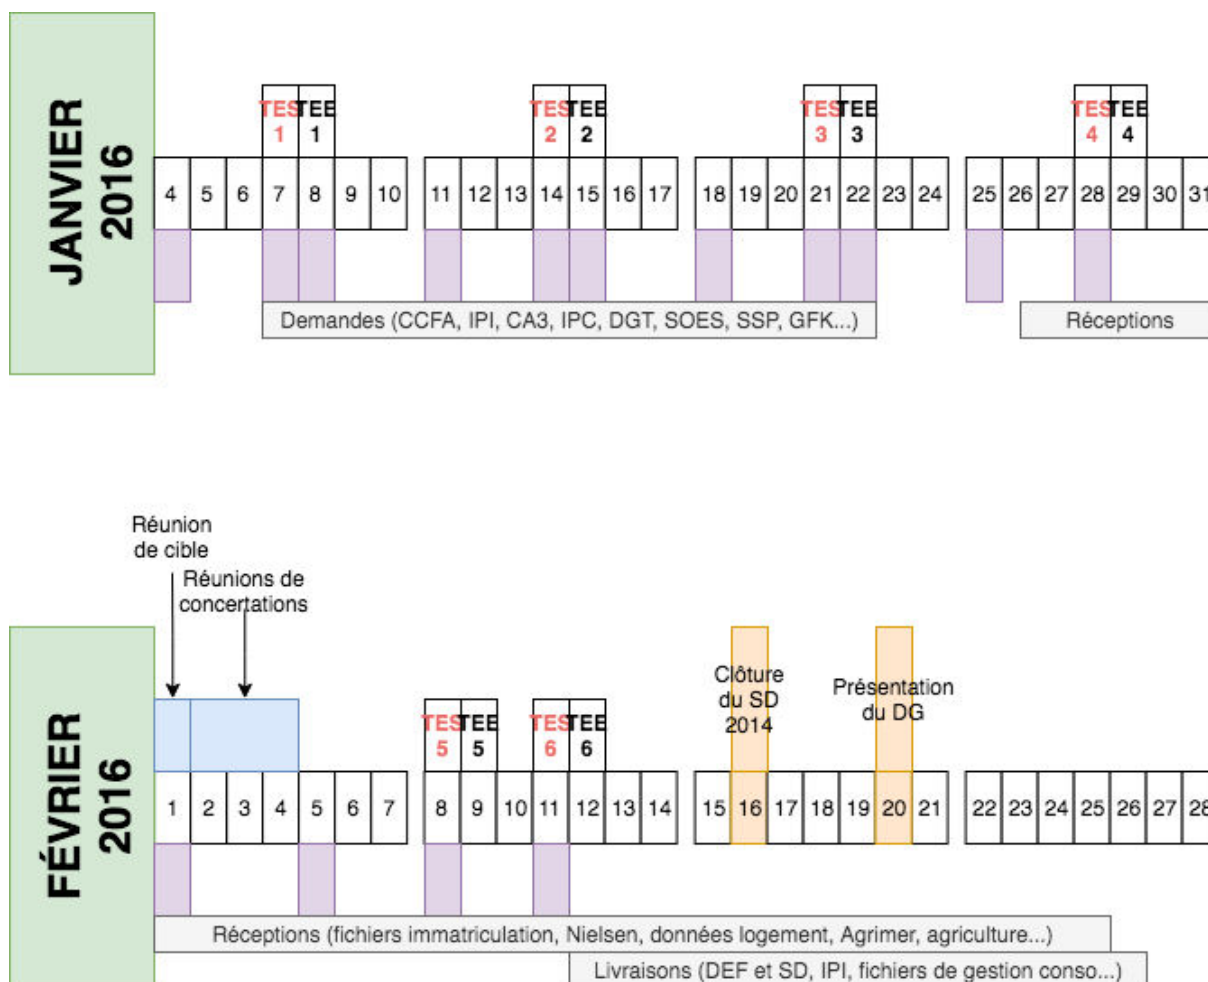 JANVIER
2016
TES TEE TES TEE TES TEE TES TEE
1 1 2 2 3 3 4 4
4 5 6 7 8 9 10 11 12 13 14 15 16 17 18 19 20 21 22 23 24 25 26 27 28 29 30 31
Demandes (CCFA, IPI, CA3, IPC, DGT, SOES, SSP, GFK...) Réceptions
Réunion
de cible
Réunions de
concertations
FÉVRIER
2016
Clôture
du SD
2014
Présentation
du DG
TES TEE TES TEE
5 5 6 6
1 2 3 4 5 6 7 8 9 10 11 12 13 14 15 16 17 18 19 20 21 22 23 24 25 26 27 28
Réceptions (fichiers immatriculation, Nielsen, données logement, Agrimer, agriculture...)
Livraisons (DEF et SD, IPI, fichiers de gestion conso...)